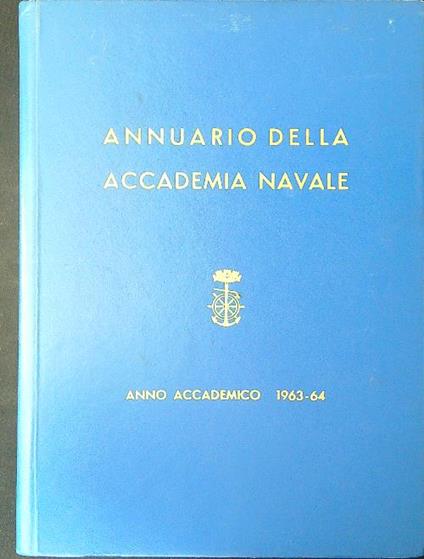 ANNUARIO DELLA
ACCADEMIA NAVALE
ANNO ACCADEMICO 1963-64